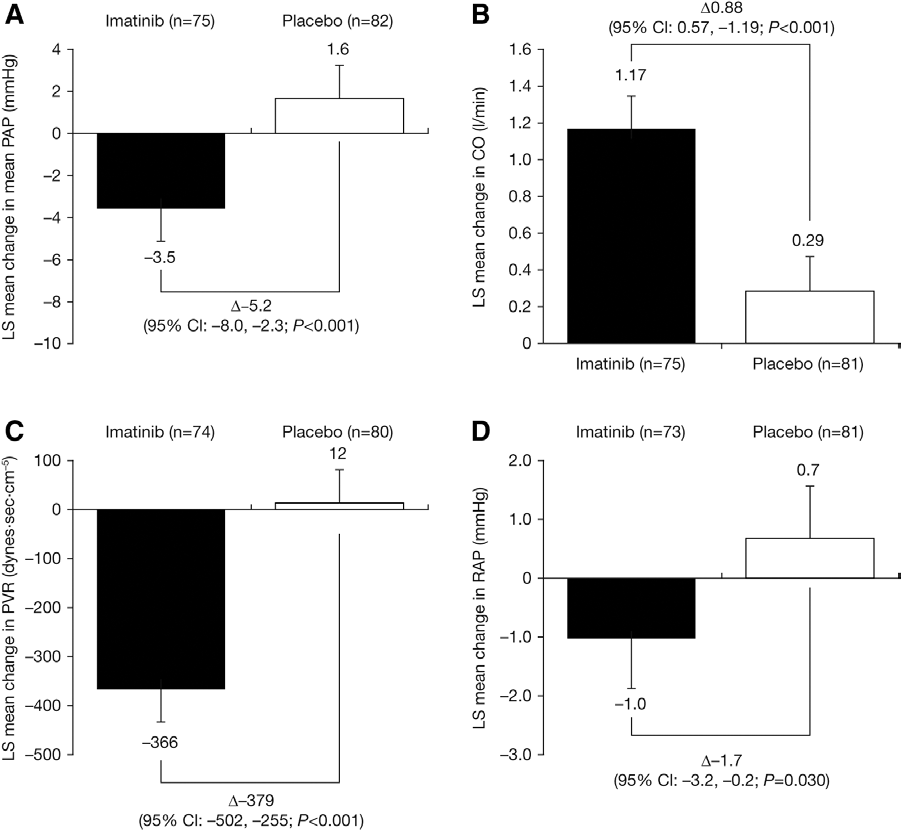 A
Imatinib (n=75) Placebo (n=82)
LS mean change in mean PAP (mmHg)
4
2
0
–2
–4
–6
–8
–10
1.6
–3.5
Δ–5.2
(95% CI: –8.0, –2.3; P<0.001)
B
Δ0.88
(95% CI: 0.57, –1.19; P<0.001)
LS mean change in CO (l/min)
1.6
1.4
1.2
1.0
0.8
0.6
0.4
0.2
0
1.17
0.29
Imatinib (n=75) Placebo (n=81)
C
Imatinib (n=74) Placebo (n=80)
LS mean change in PVR (dynes·sec·cm⁻⁵)
100
0
–100
–200
–300
–400
–500
12
–366
Δ–379
(95% CI: –502, –255; P<0.001)
D
Imatinib (n=73) Placebo (n=81)
LS mean change in RAP (mmHg)
2.0
1.0
0
–1.0
–2.0
–3.0
0.7
–1.0
Δ–1.7
(95% CI: –3.2, –0.2; P=0.030)